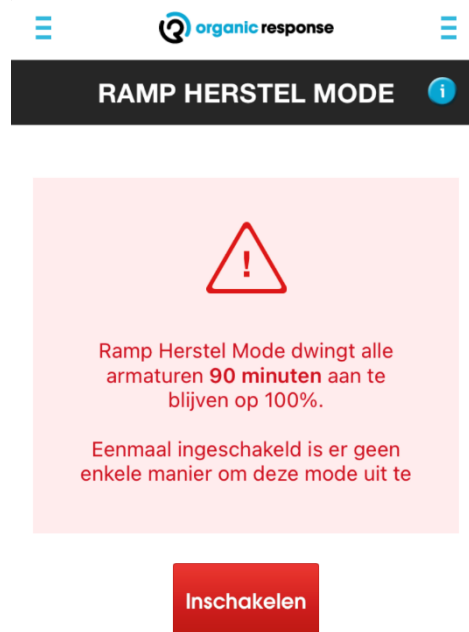 organic response
RAMP HERSTEL MODE
i
!
Ramp Herstel Mode dwingt alle
armaturen 90 minuten aan te
blijven op 100%.
Eenmaal ingeschakeld is er geen
enkele manier om deze mode uit te
Inschakelen